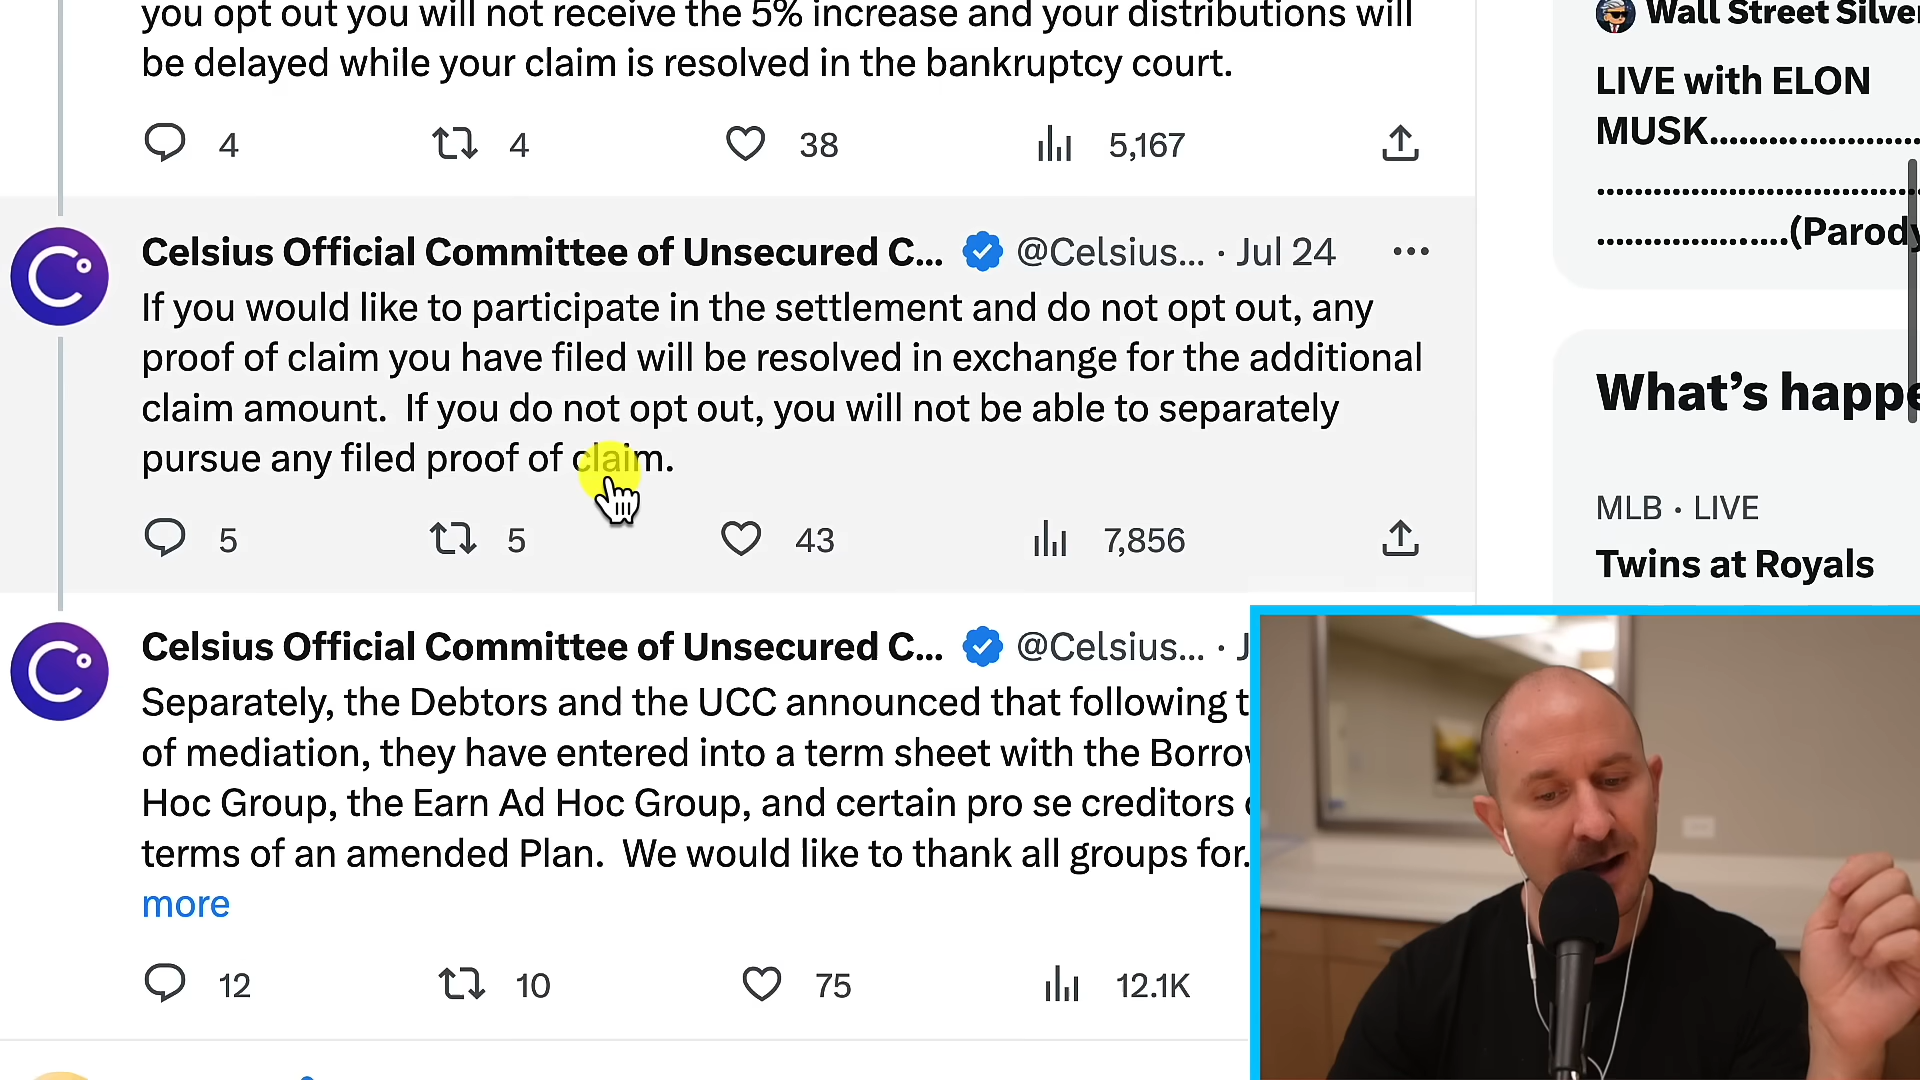 you opt out you will not receive the 5% increase and your distributions will
be delayed while your claim is resolved in the bankruptcy court.
4 4 38 5,167
Celsius Official Committee of Unsecured C... @Celsius... · Jul 24 ...
If you would like to participate in the settlement and do not opt out, any
proof of claim you have filed will be resolved in exchange for the additional
claim amount. If you do not opt out, you will not be able to separately
pursue any filed proof of claim.
5 5 43 7,856
Celsius Official Committee of Unsecured C... @Celsius... ·
Separately, the Debtors and the UCC announced that following
of mediation, they have entered into a term sheet with the
Hoc Group, the Earn Ad Hoc Group, and certain pro se creditors
terms of an amended Plan. We would like to thank all groups for.
more
12 10 75 12.1K
Wall Street Silver
LIVE with ELON
MUSK......................
................................
...................(Parody
What's
MLB · LIVE
Twins at Royals